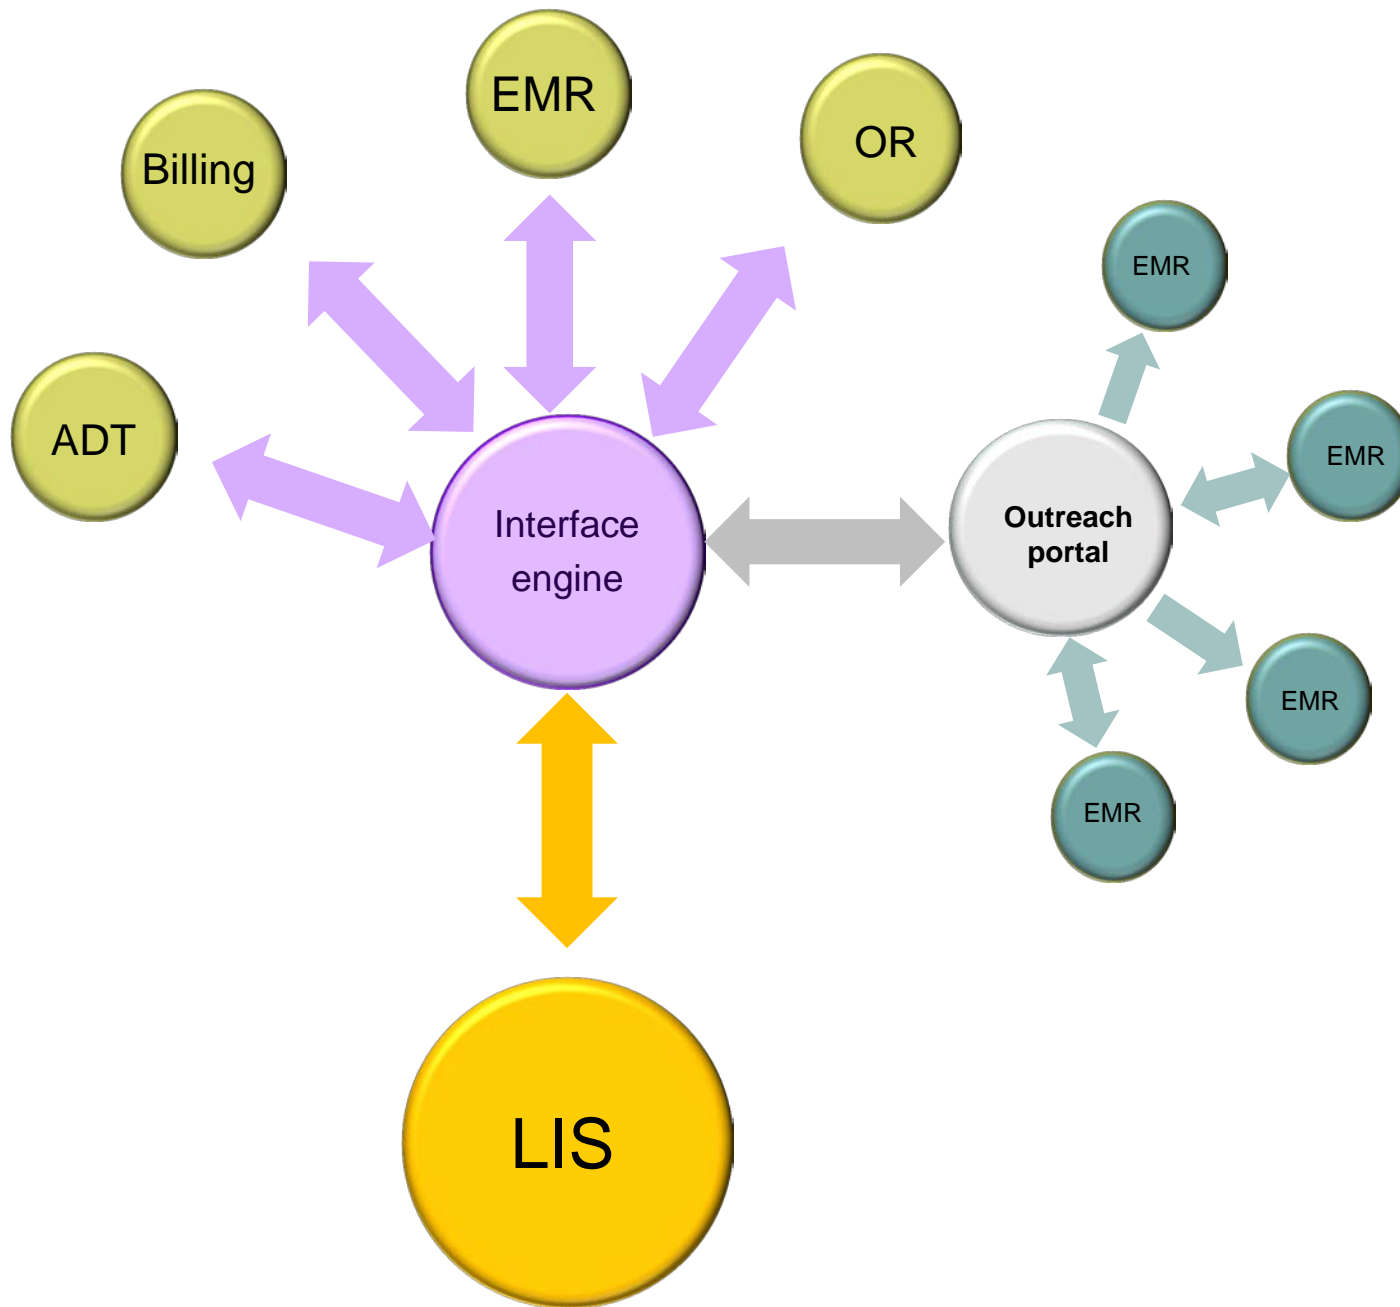 EMR
OR
Billing
EMR
ADT
EMR
Interface
engine
Outreach
portal
EMR
EMR
LIS